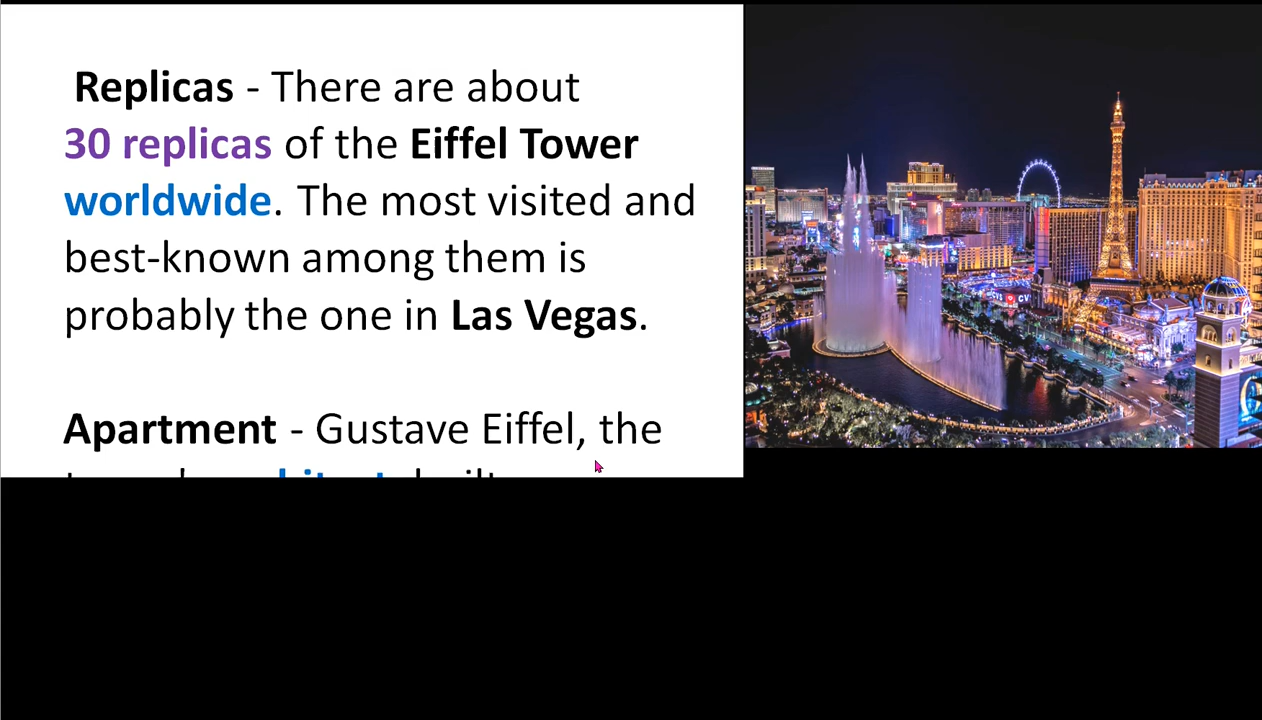 Replicas - There are about
30 replicas of the Eiffel Tower
worldwide. The most visited and
best-known among them is
probably the one in Las Vegas.
Apartment - Gustave Eiffel, the